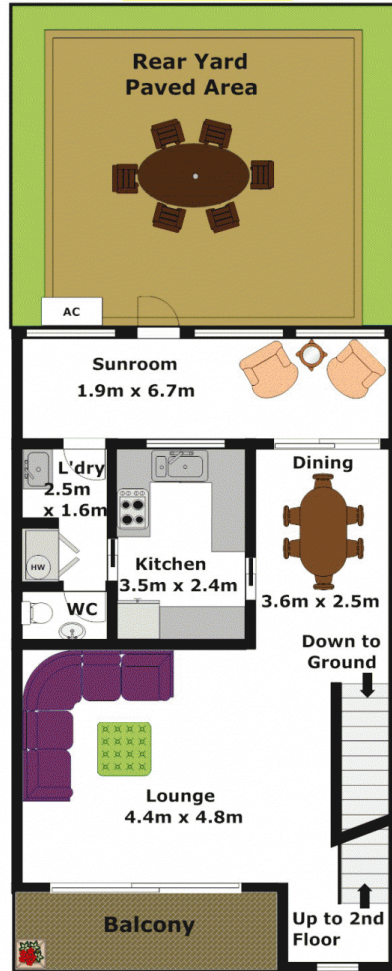 Rear Yard
Paved Area
AC
Sunroom
1.9m x 6.7m
L'dry
2.5m
x 1.6m
Dining
3.6m x 2.5m
Kitchen
3.5m x 2.4m
HW
WC
Down to
Ground
Lounge
4.4m x 4.8m
Balcony
Up to 2nd
Floor